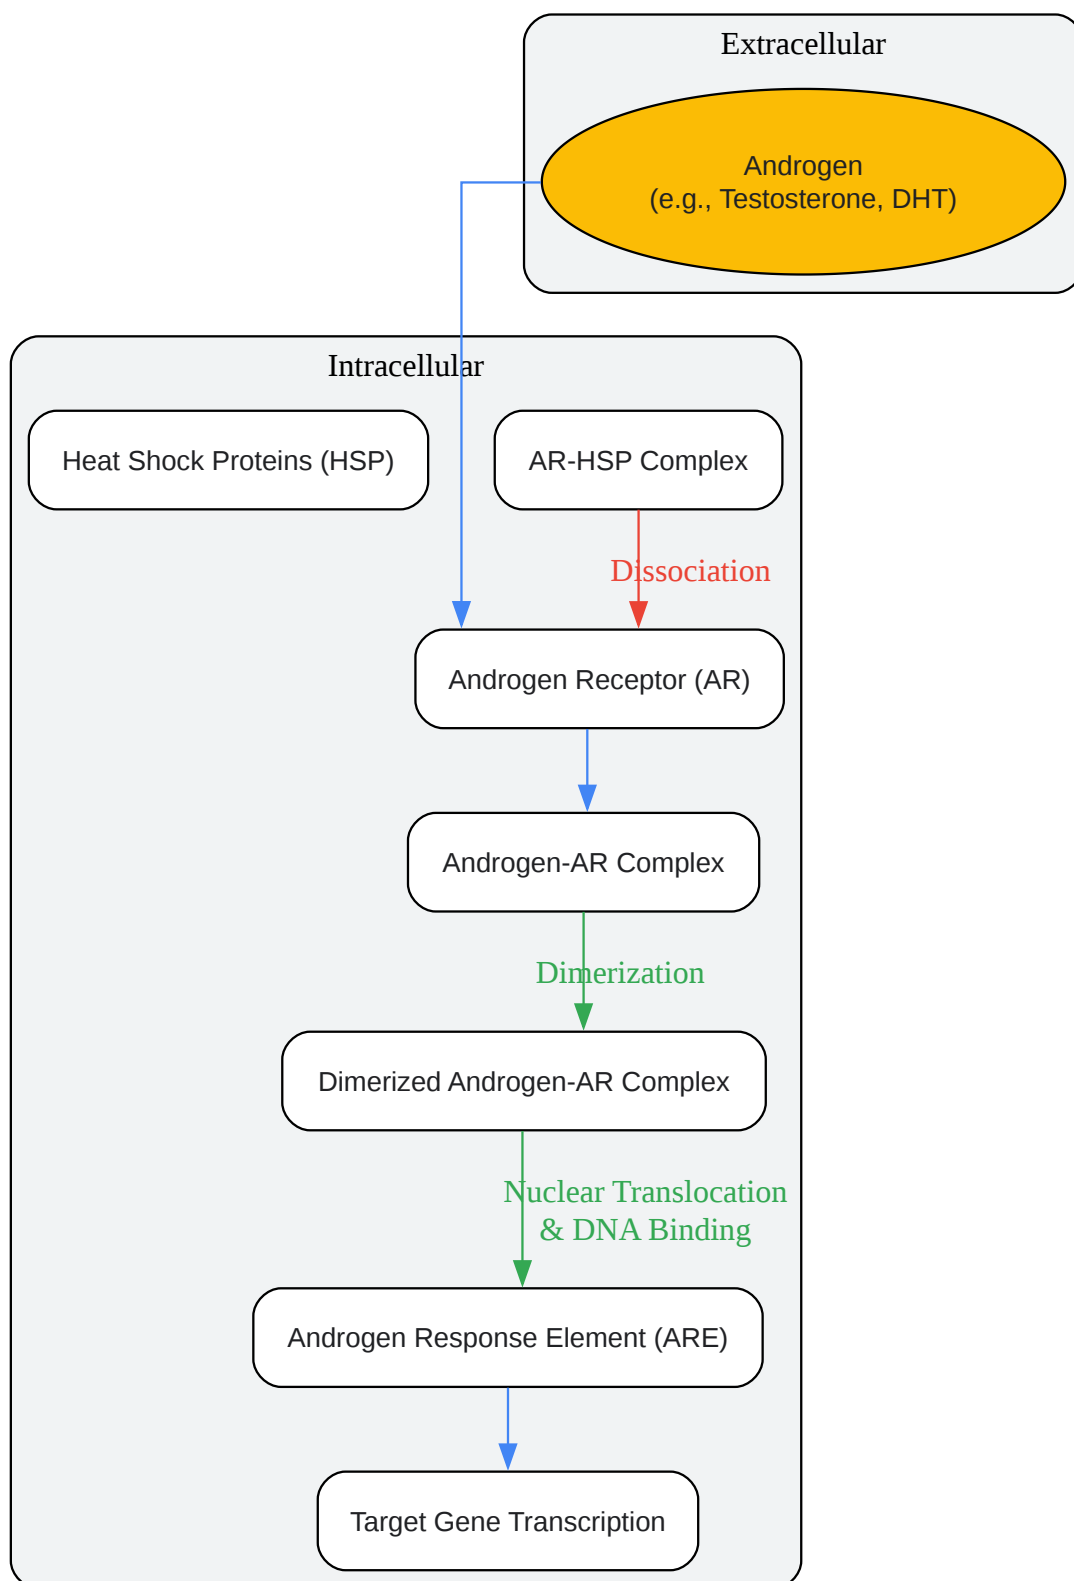 Extracellular
Androgen
(e.g., Testosterone, DHT)
Intracellular
Heat Shock Proteins (HSP)
AR-HSP Complex
Dissociation
Androgen Receptor (AR)
Androgen-AR Complex
Dimerization
Dimerized Androgen-AR Complex
Nuclear Translocation
& DNA Binding
Androgen Response Element (ARE)
Target Gene Transcription